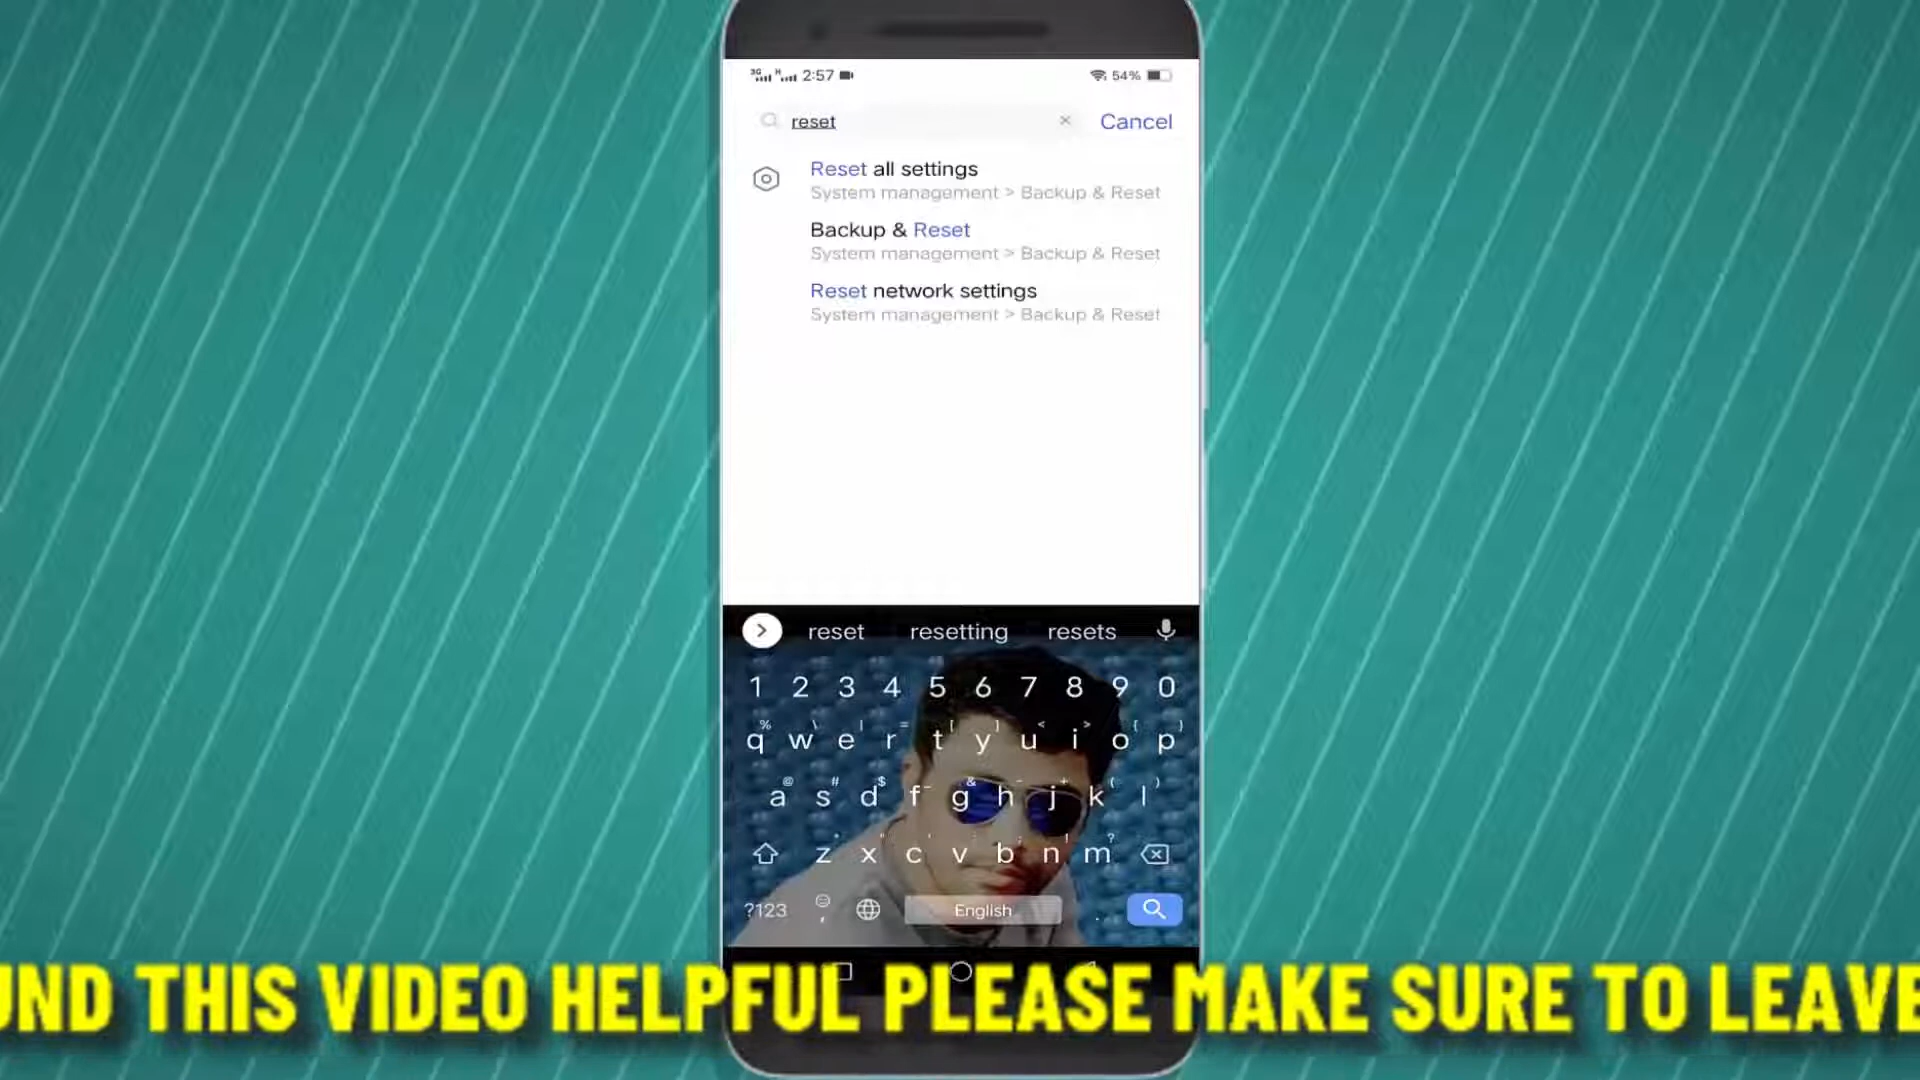 3G H 2:57 54%
reset Cancel
Reset all settings
System management > Backup & Reset
Backup & Reset
System management > Backup & Reset
Reset network settings
System management > Backup & Reset
reset resetting resets
1 2 3 4 5 6 7 8 9 0
% \ | = [ ] < > { }
q w e r t y u i o p
@ # $ - & - + ( )
a s d f g h j k l
* " ' : ; ! ?
z x c v b n m
?123 , English .
UND THIS VIDEO HELPFUL PLEASE MAKE SURE TO LEAVE